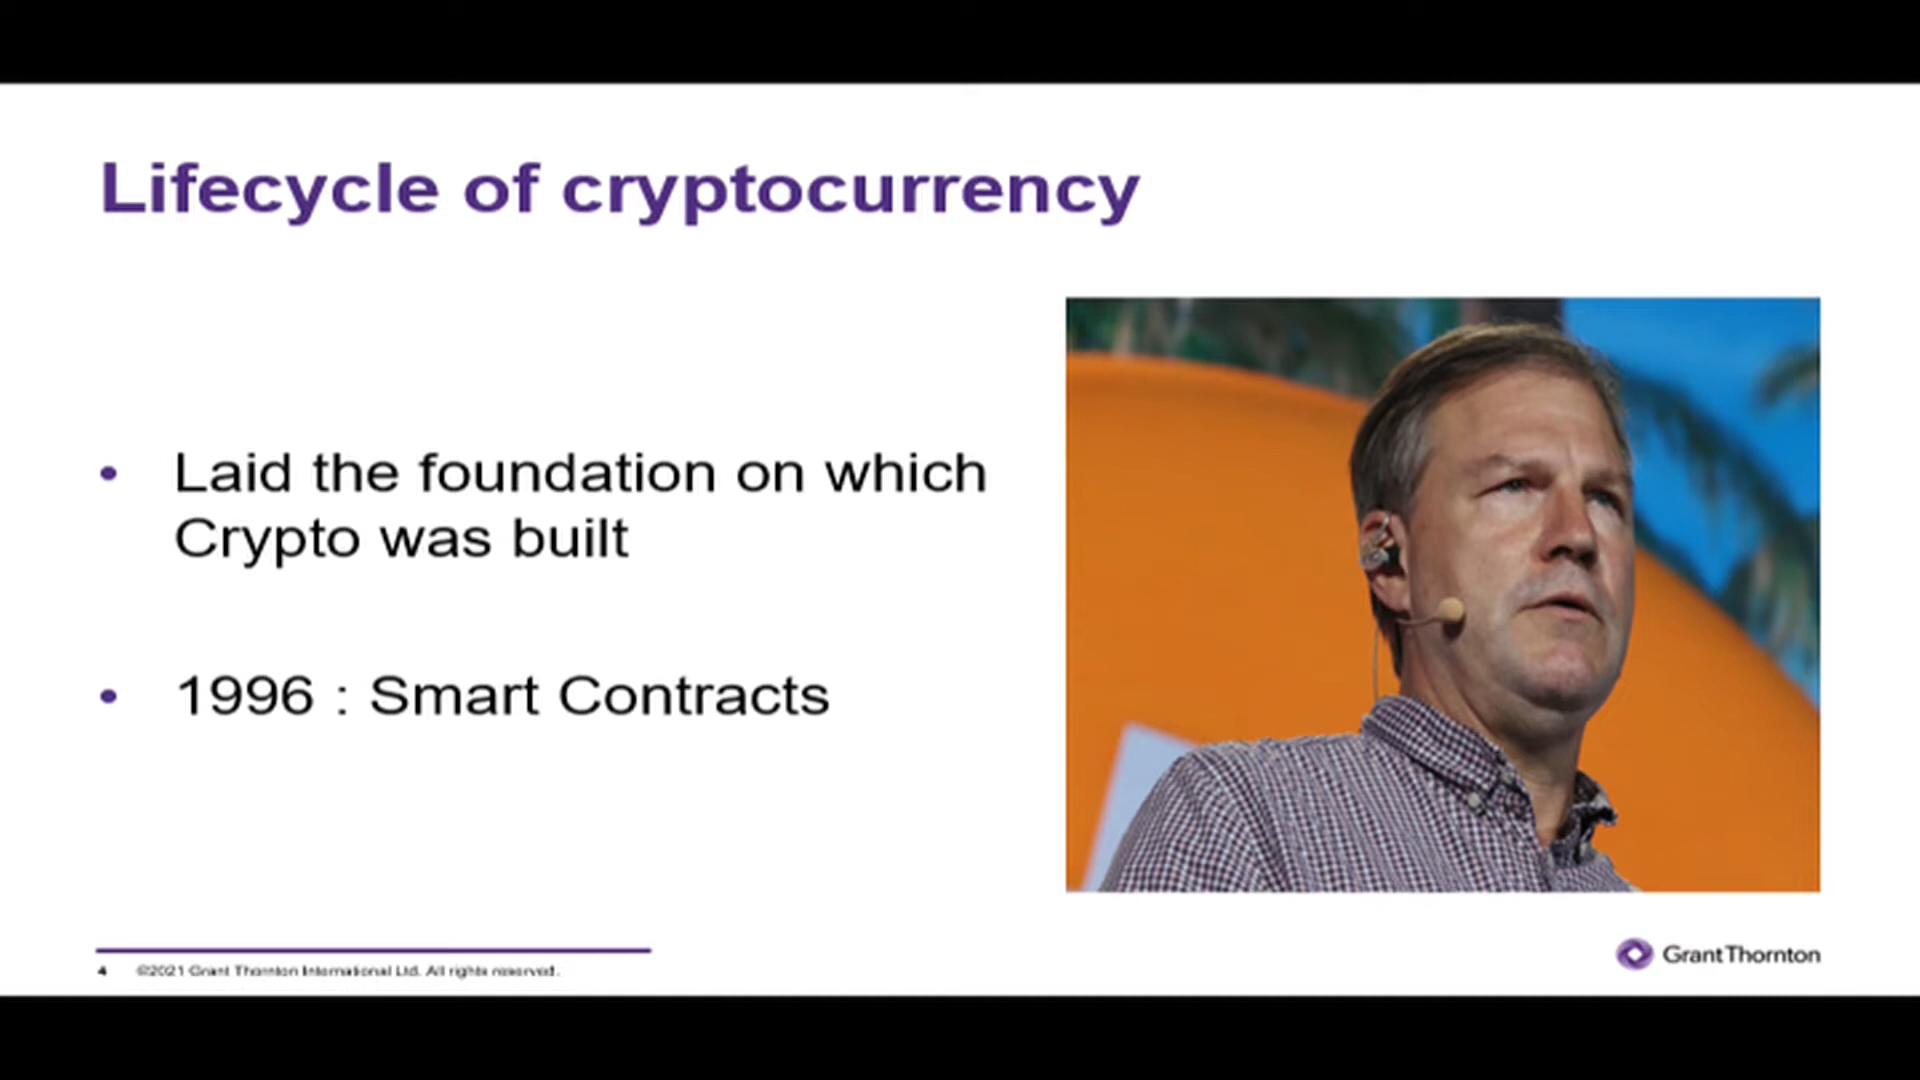 Lifecycle of cryptocurrency
• Laid the foundation on which
Crypto was built
• 1996 : Smart Contracts
4 ©2021 Grant Thornton International Ltd. All rights reserved.
GrantThornton